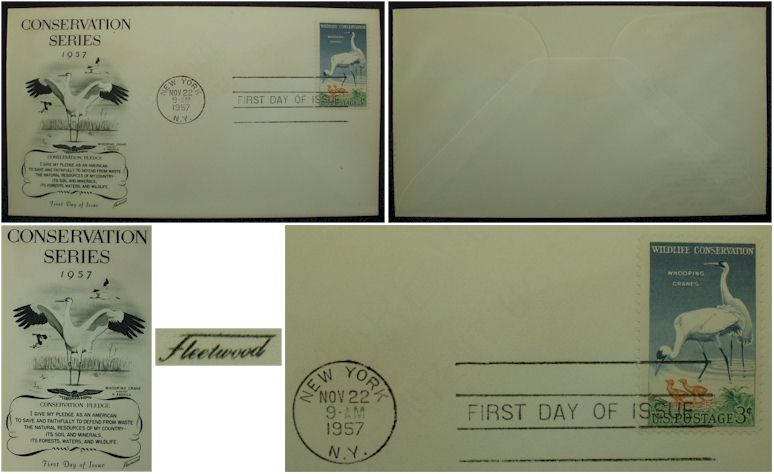 CONSERVATION
SERIES
1957
WHOOPING CRANE
CONSERVATION PLEDGE
I GIVE MY PLEDGE AS AN AMERICAN
TO SAVE AND FAITHFULLY TO DEFEND FROM WASTE
THE NATURAL RESOURCES OF MY COUNTRY-
ITS SOIL AND MINERALS,
ITS FORESTS, WATERS, AND WILDLIFE.
First Day of Issue
Fleetwood
NEW YORK
NOV 22
9-AM
1957
N.Y.
FIRST DAY OF ISSUE
WILDLIFE CONSERVATION
WHOOPING
CRANES
U.S. POSTAGE 3¢
CONSERVATION
SERIES
1957
WHOOPING CRANE
CONSERVATION PLEDGE
I GIVE MY PLEDGE AS AN AMERICAN
TO SAVE AND FAITHFULLY TO DEFEND FROM WASTE
THE NATURAL RESOURCES OF MY COUNTRY-
ITS SOIL AND MINERALS,
ITS FORESTS, WATERS, AND WILDLIFE.
First Day of Issue
Fleetwood
Fleetwood
NEW YORK
NOV 22
9-AM
1957
N.Y.
FIRST DAY OF ISSUE
WILDLIFE CONSERVATION
WHOOPING
CRANES
U.S. POSTAGE 3¢